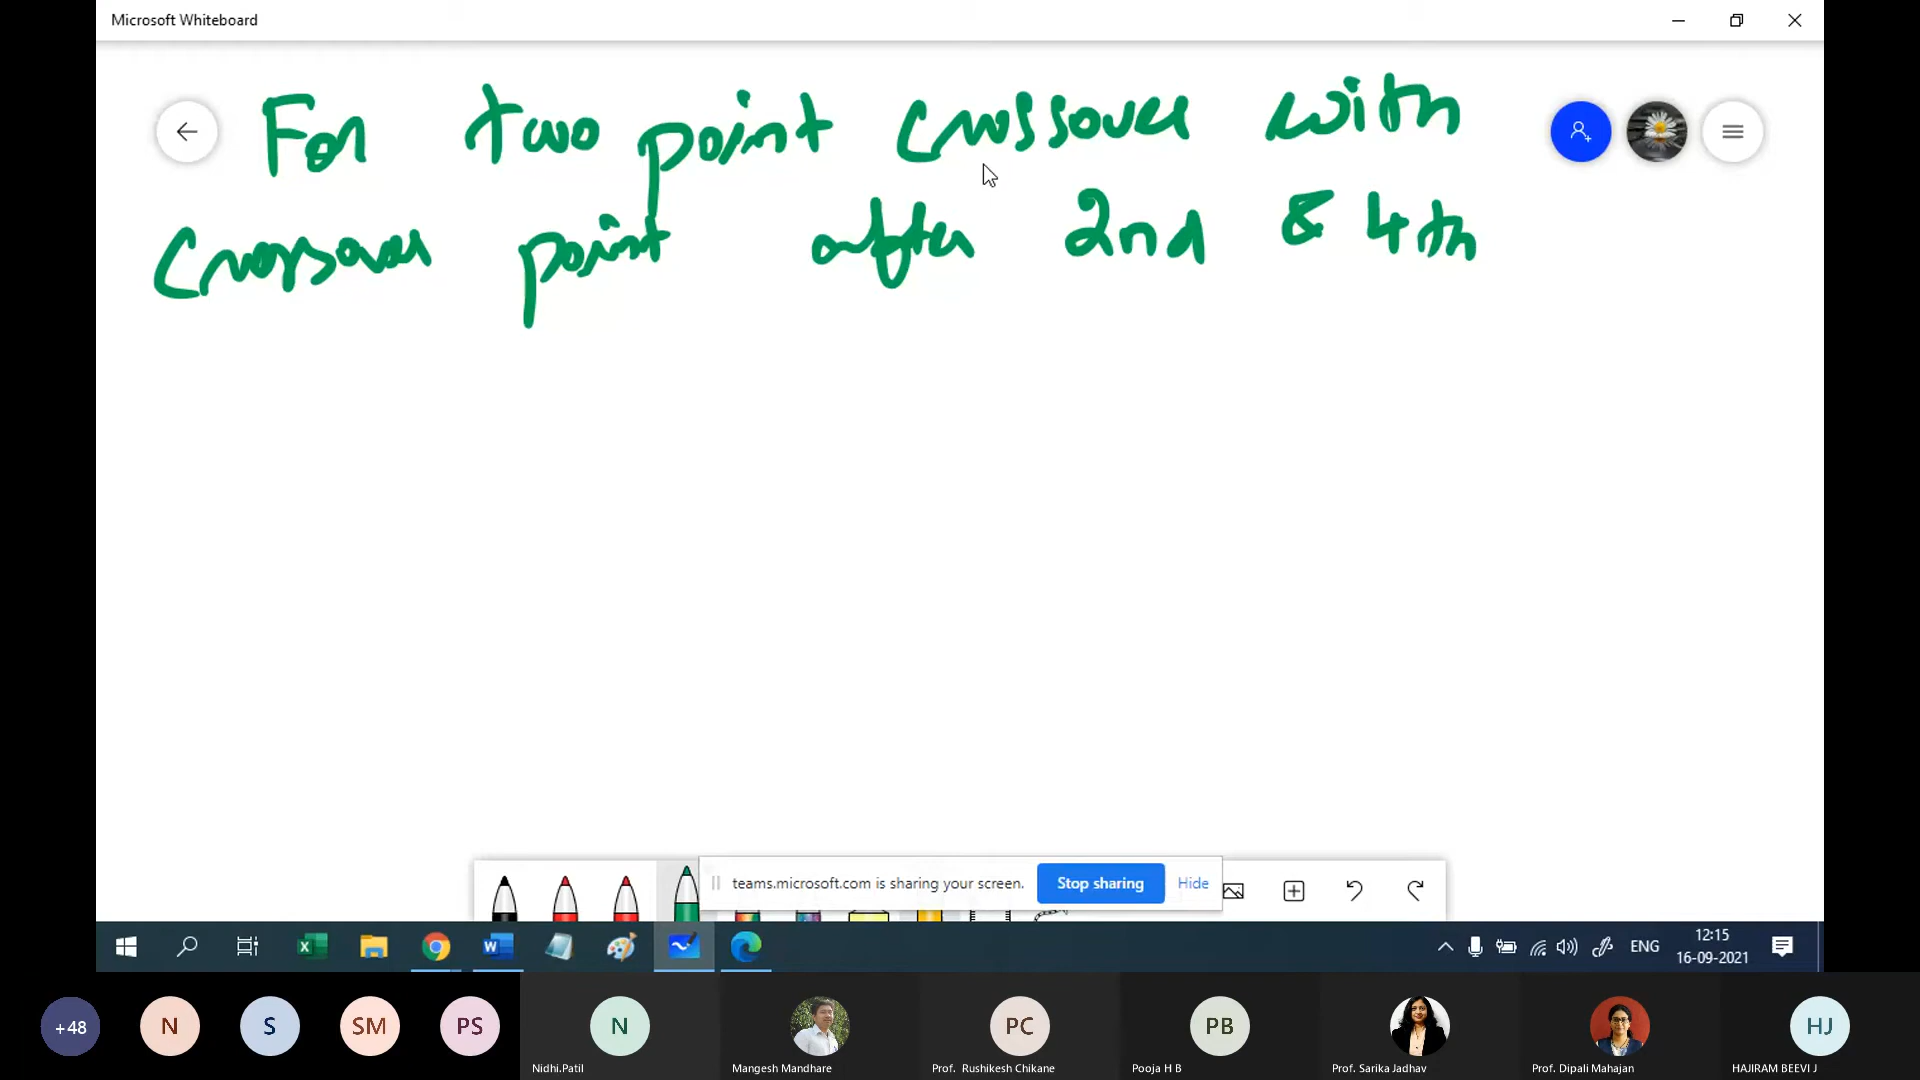 Microsoft Whiteboard
For two point crossover with
crossover point after 2nd & 4th
teams.microsoft.com is sharing your screen.
Stop sharing
Hide
ENG
12:15
16-09-2021
+48
N
S
SM
PS
N
PC
PB
HJ
Nidhi.Patil
Mangesh Mandhare
Prof. Rushikesh Chikane
Pooja H B
Prof. Sarika Jadhav
Prof. Dipali Mahajan
HAJIRAM BEEVI J